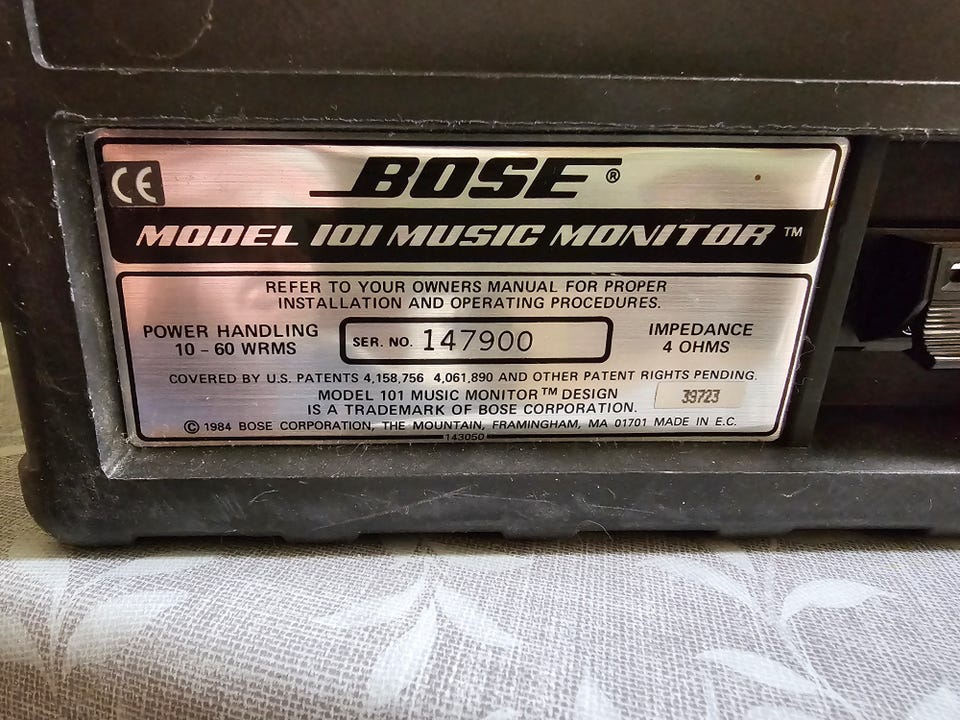 CE
BOSE®
MODEL 101 MUSIC MONITOR™
REFER TO YOUR OWNERS MANUAL FOR PROPER
INSTALLATION AND OPERATING PROCEDURES.
POWER HANDLING
10 - 60 WRMS
SER. NO. 147900
IMPEDANCE
4 OHMS
COVERED BY U.S. PATENTS 4,158,756 4,061,890 AND OTHER PATENT RIGHTS PENDING.
MODEL 101 MUSIC MONITOR™ DESIGN
IS A TRADEMARK OF BOSE CORPORATION.
39723
© 1984 BOSE CORPORATION, THE MOUNTAIN, FRAMINGHAM, MA 01701 MADE IN E.C.
143050